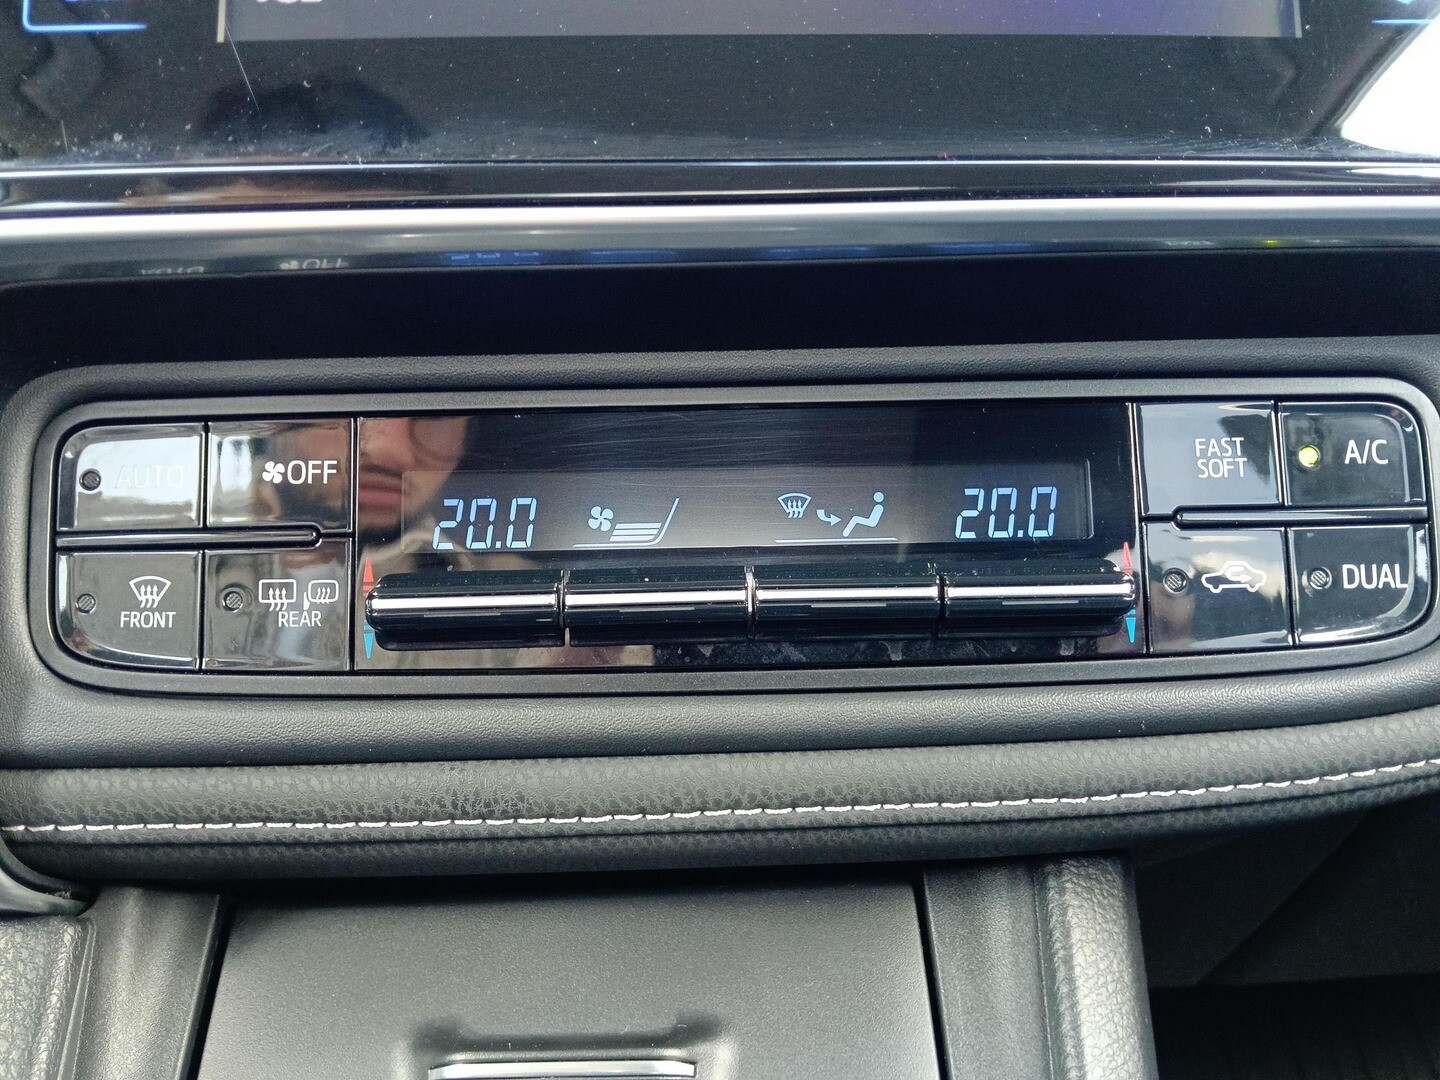 AUTO
OFF
20.0
20.0
FAST
SOFT
A/C
FRONT
REAR
DUAL